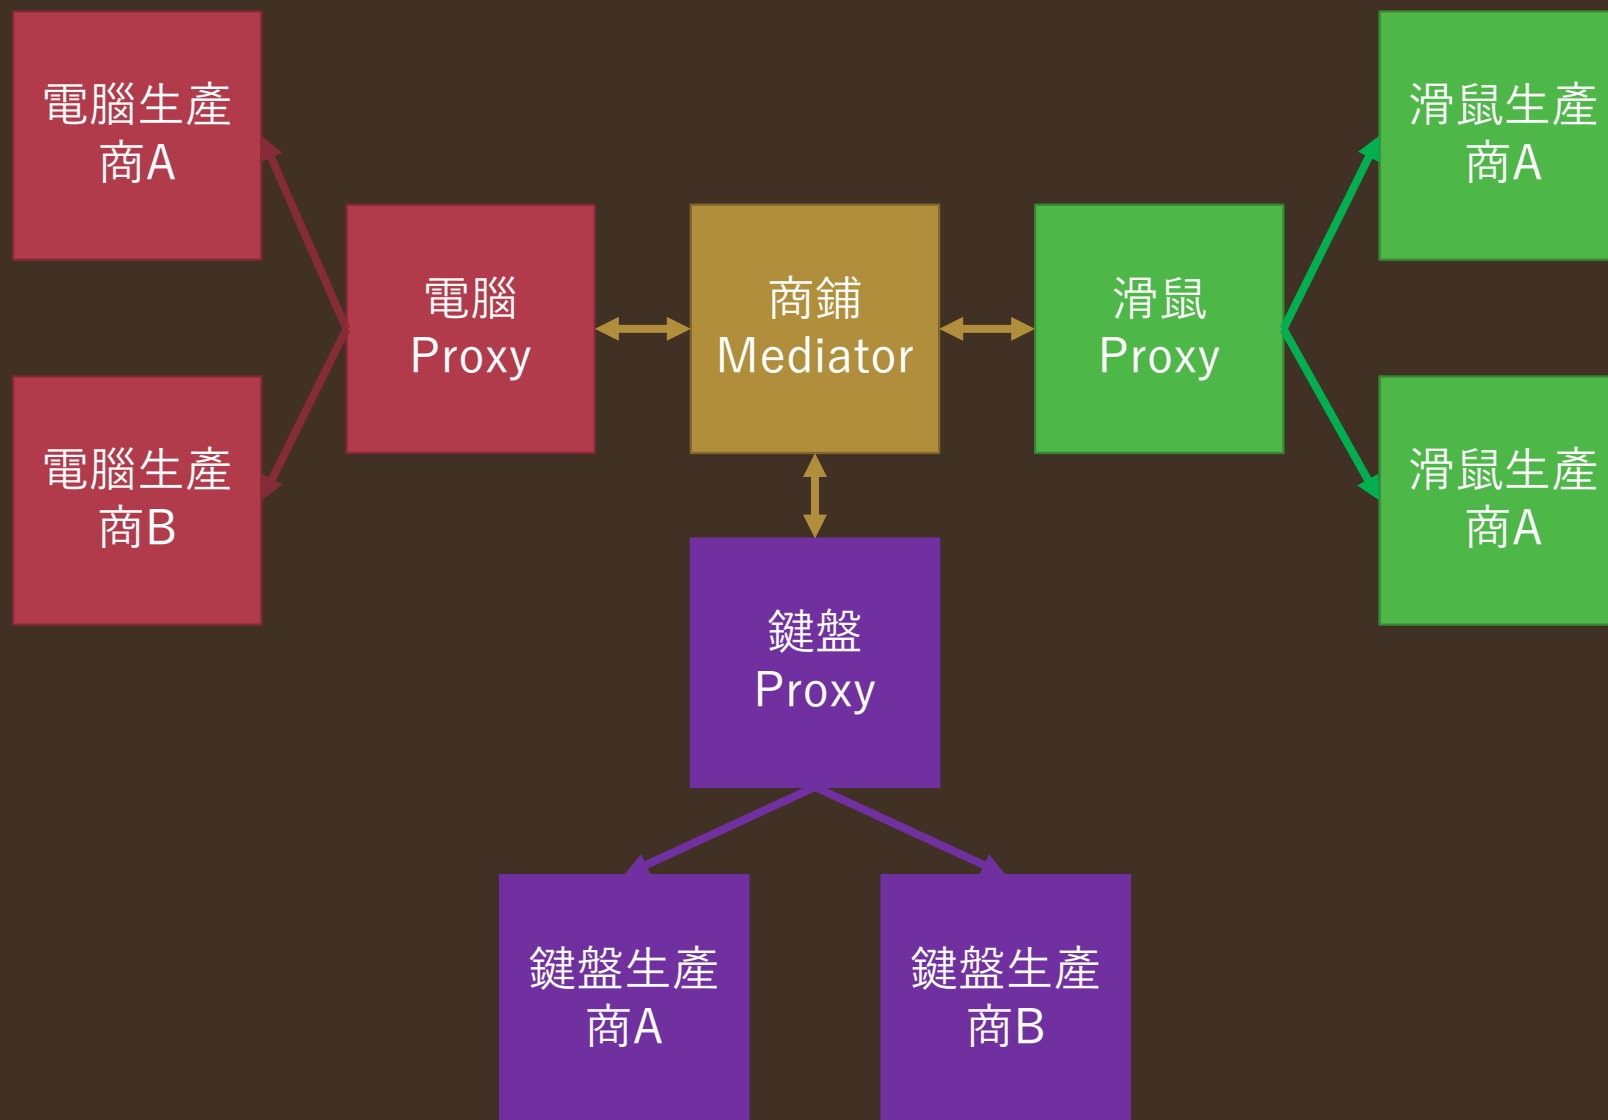 電腦生產
商A
滑鼠生產
商A
電腦
Proxy
商鋪
Mediator
滑鼠
Proxy
電腦生產
商B
滑鼠生產
商A
鍵盤
Proxy
鍵盤生產
商A
鍵盤生產
商B